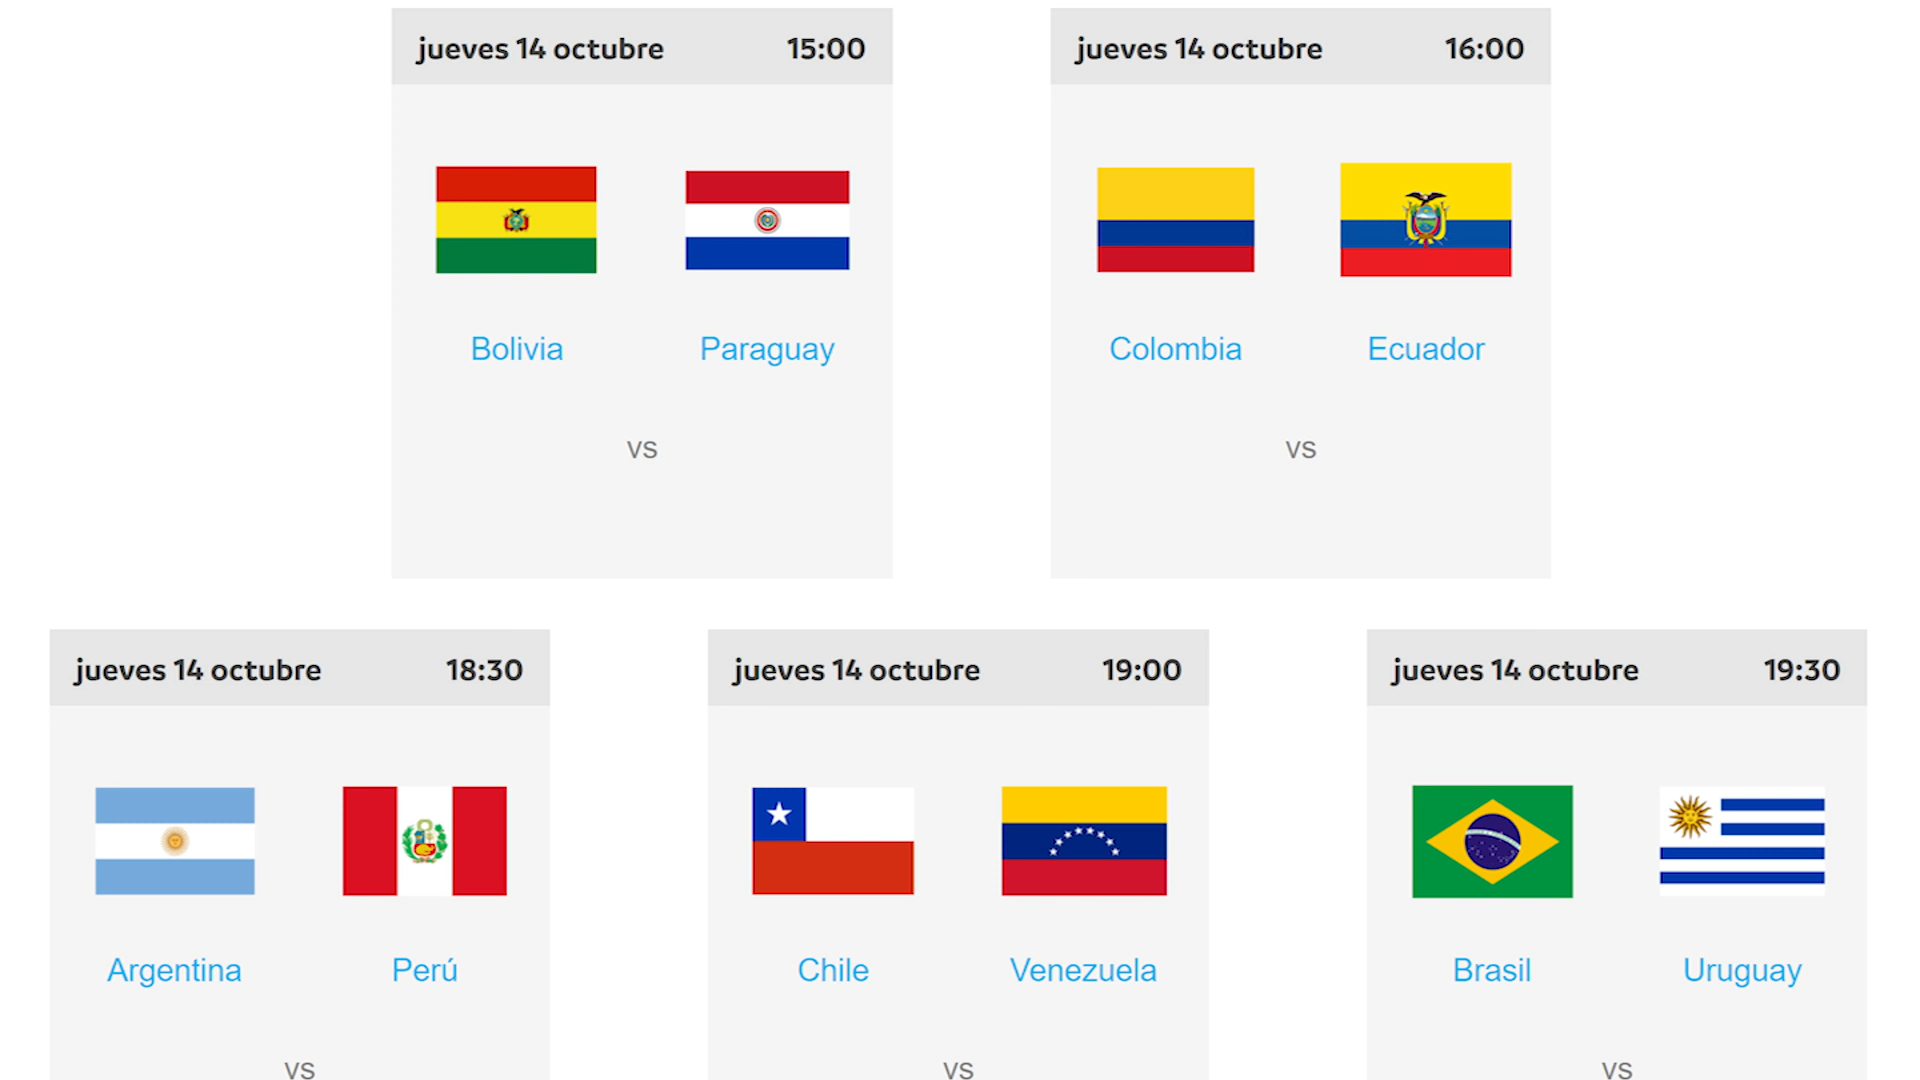 jueves 14 octubre 15:00
Bolivia Paraguay
vs
jueves 14 octubre 16:00
Colombia Ecuador
vs
jueves 14 octubre 18:30
Argentina Perú
vs
jueves 14 octubre 19:00
Chile Venezuela
vs
jueves 14 octubre 19:30
Brasil Uruguay
vs